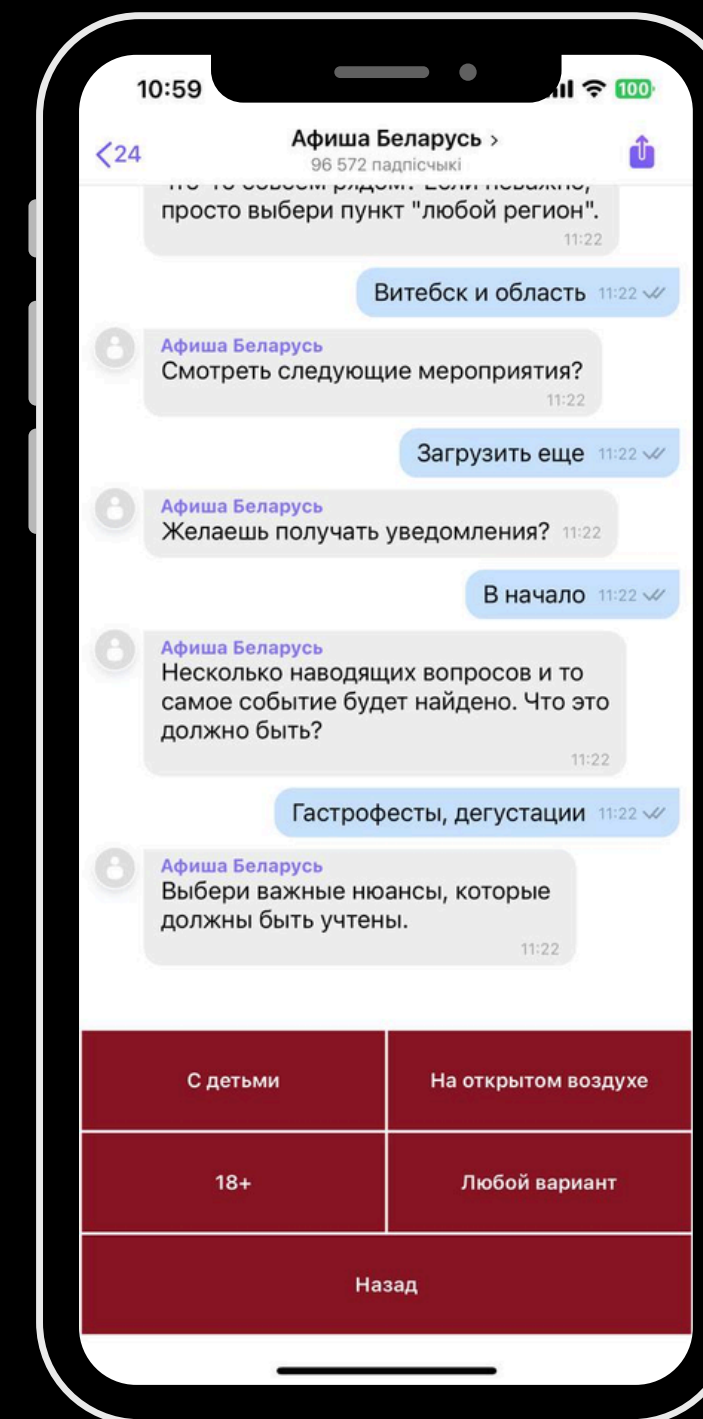 10:59
100
24
Афиша Беларусь >
96 572 падпісчыкі
просто выбери пункт "любой регион".
11:22
Витебск и область 11:22
Афиша Беларусь
Смотреть следующие мероприятия?
11:22
Загрузить еще 11:22
Афиша Беларусь
Желаешь получать уведомления? 11:22
В начало 11:22
Афиша Беларусь
Несколько наводящих вопросов и то
самое событие будет найдено. Что это
должно быть?
11:22
Гастрофесты, дегустации 11:22
Афиша Беларусь
Выбери важные нюансы, которые
должны быть учтены.
11:22
С детьми
На открытом воздухе
18+
Любой вариант
Назад